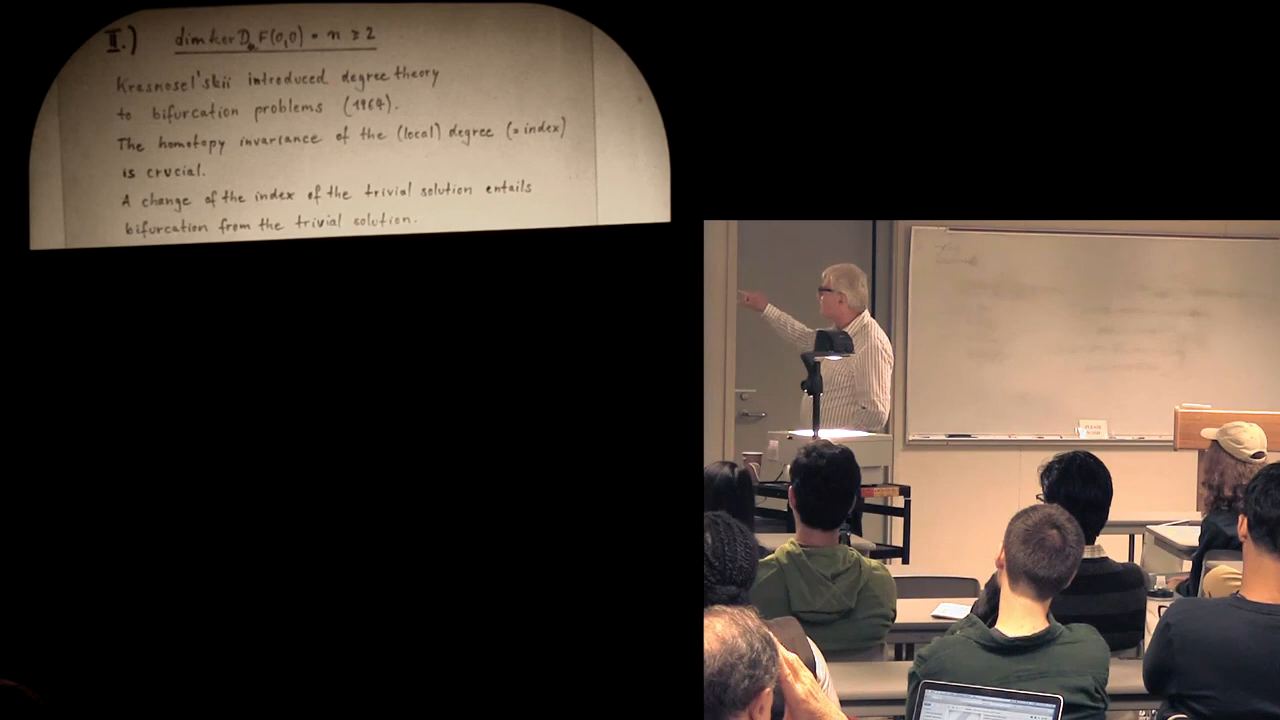 II.) dim ker DuF(0,0) = n ≥ 2
Krasnosel'skii introduced degree theory
to bifurcation problems (1964).
The homotopy invariance of the (local) degree (= index)
is crucial.
A change of the index of the trivial solution entails
bifurcation from the trivial solution.
PLEASE